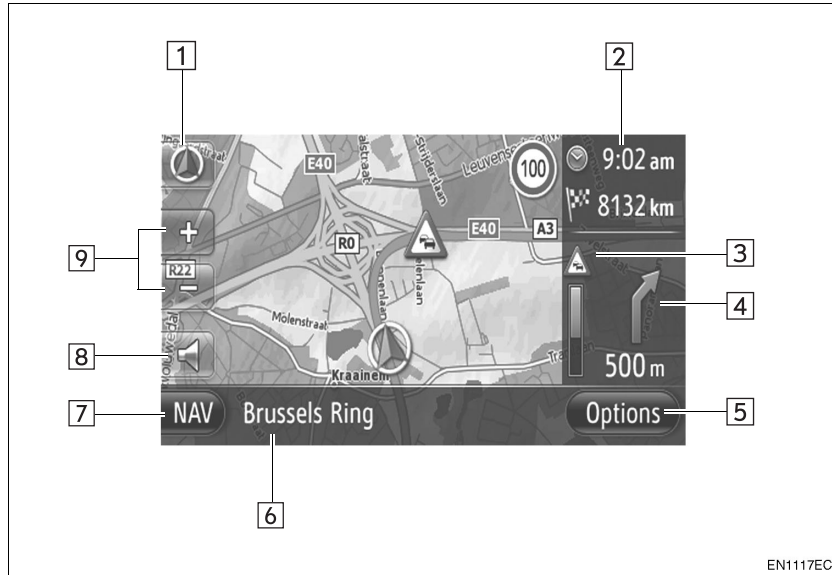 1
2
100
9:02 am
E40
8132 km
E40
A3
R0
3
9
R22
4
Molenstraat
8
500 m
Kraainem
7
NAV
Brussels Ring
Options
5
6
EN1117EC